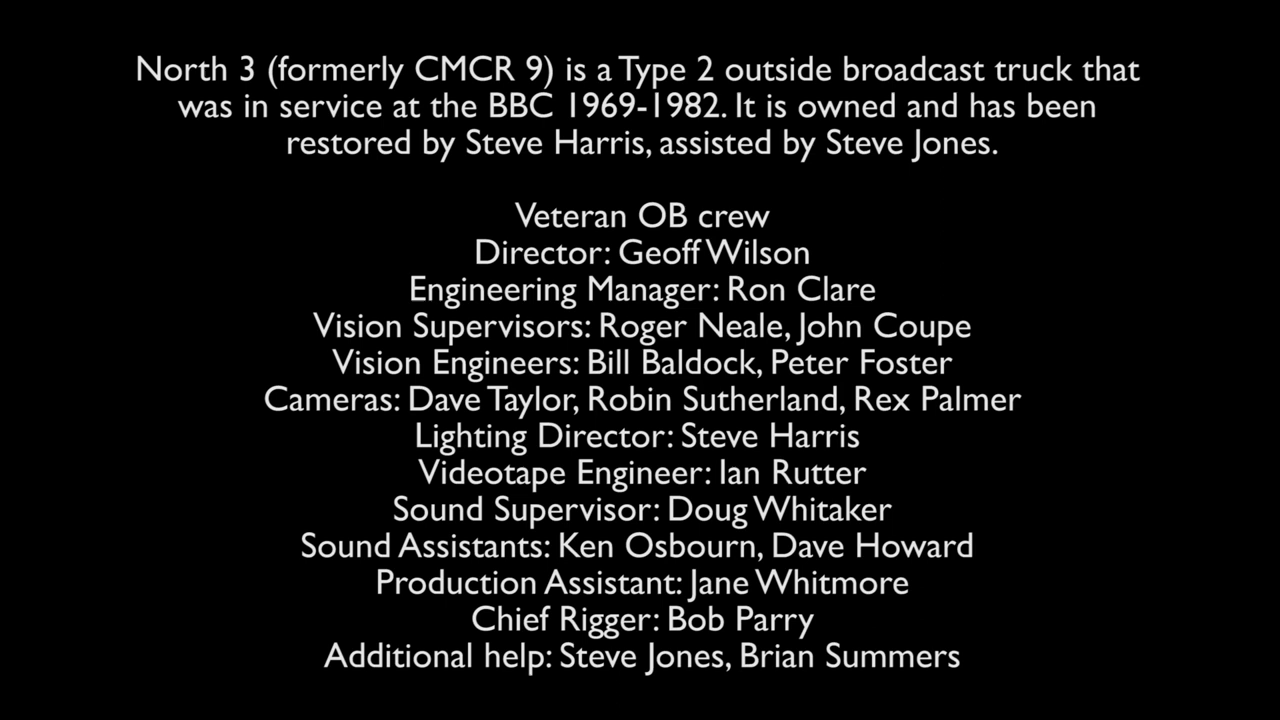 North 3 (formerly CMCR 9) is a Type 2 outside broadcast truck that
was in service at the BBC 1969-1982. It is owned and has been
restored by Steve Harris, assisted by Steve Jones.
Veteran OB crew
Director: Geoff Wilson
Engineering Manager: Ron Clare
Vision Supervisors: Roger Neale, John Coupe
Vision Engineers: Bill Baldock, Peter Foster
Cameras: Dave Taylor, Robin Sutherland, Rex Palmer
Lighting Director: Steve Harris
Videotape Engineer: Ian Rutter
Sound Supervisor: Doug Whitaker
Sound Assistants: Ken Osbourn, Dave Howard
Production Assistant: Jane Whitmore
Chief Rigger: Bob Parry
Additional help: Steve Jones, Brian Summers